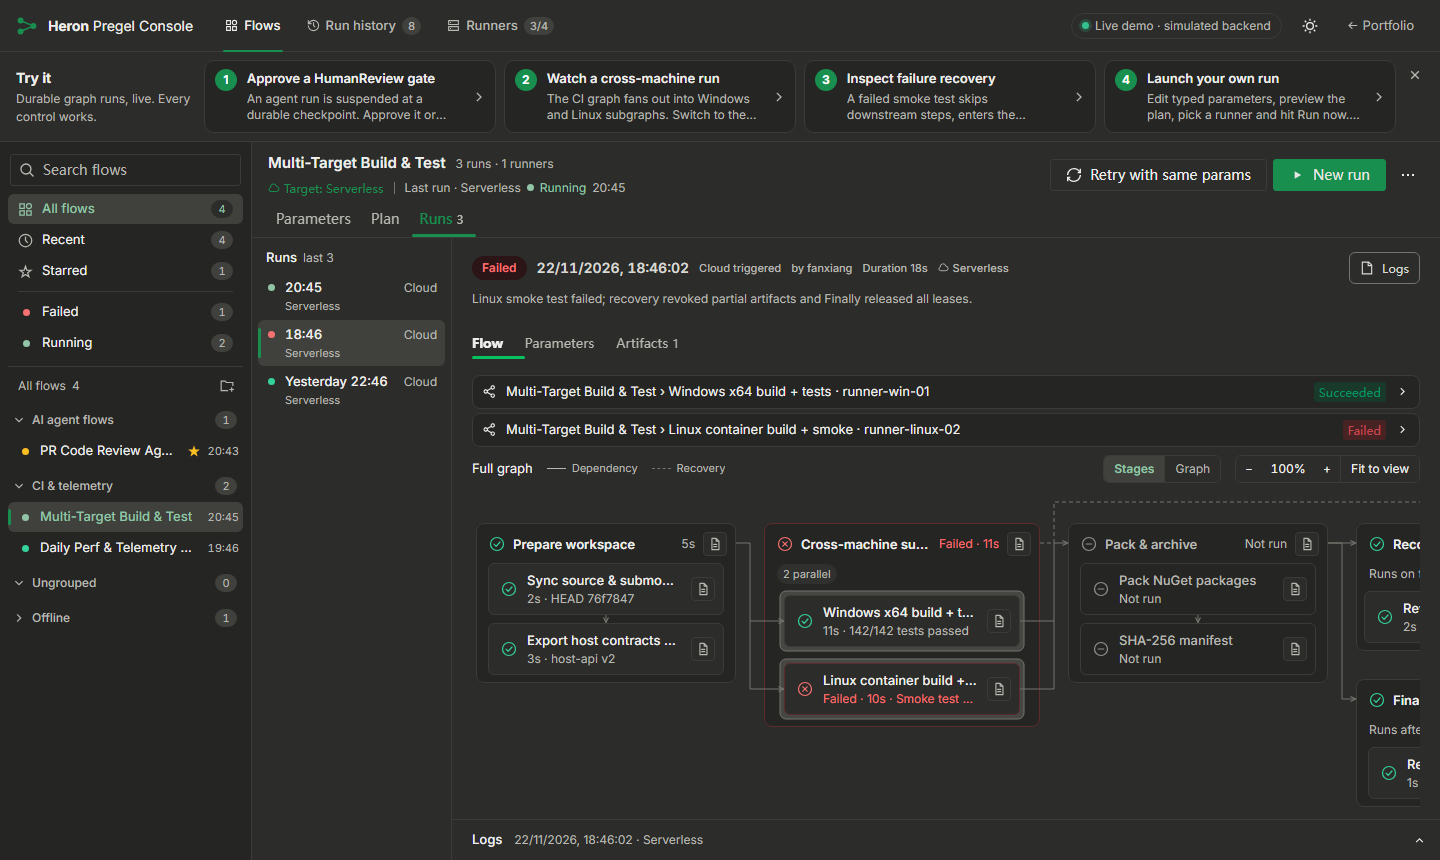 Heron Pregel Console
Flows
Run history 8
Runners 3/4
Live demo · simulated backend
← Portfolio
Try it
Durable graph runs, live. Every
control works.
1 Approve a HumanReview gate
An agent run is suspended at a
durable checkpoint. Approve it or...
2 Watch a cross-machine run
The CI graph fans out into Windows
and Linux subgraphs. Switch to the...
3 Inspect failure recovery
A failed smoke test skips
downstream steps, enters the...
4 Launch your own run
Edit typed parameters, preview the
plan, pick a runner and hit Run now....
Search flows
All flows 4
Recent 4
Starred 1
Failed 1
Running 2
All flows 4
AI agent flows 1
PR Code Review Ag... ★ 20:43
CI & telemetry 2
Multi-Target Build & Test 20:45
Daily Perf & Telemetry ... 19:46
Ungrouped 0
Offline 1
Multi-Target Build & Test 3 runs · 1 runners
Target: Serverless | Last run · Serverless ● Running 20:45
Retry with same params
New run
Parameters
Plan
Runs 3
Runs last 3
20:45 Cloud
Serverless
18:46 Cloud
Serverless
Yesterday 22:46 Cloud
Serverless
Failed 22/11/2026, 18:46:02 Cloud triggered by fanxiang Duration 18s Serverless
Logs
Linux smoke test failed; recovery revoked partial artifacts and Finally released all leases.
Flow
Parameters
Artifacts 1
Multi-Target Build & Test › Windows x64 build + tests · runner-win-01 Succeeded
Multi-Target Build & Test › Linux container build + smoke · runner-linux-02 Failed
Full graph Dependency Recovery
Stages Graph
− 100% + Fit to view
Prepare workspace 5s
Sync source & submo...
2s · HEAD 76f7847
Export host contracts ...
3s · host-api v2
Cross-machine su... Failed · 11s
2 parallel
Windows x64 build + t...
11s · 142/142 tests passed
Linux container build +...
Failed · 10s · Smoke test ...
Pack & archive Not run
Pack NuGet packages
Not run
SHA-256 manifest
Not run
Reco
Runs on
Re
2s
Fina
Runs afte
Re
1s
Logs 22/11/2026, 18:46:02 · Serverless